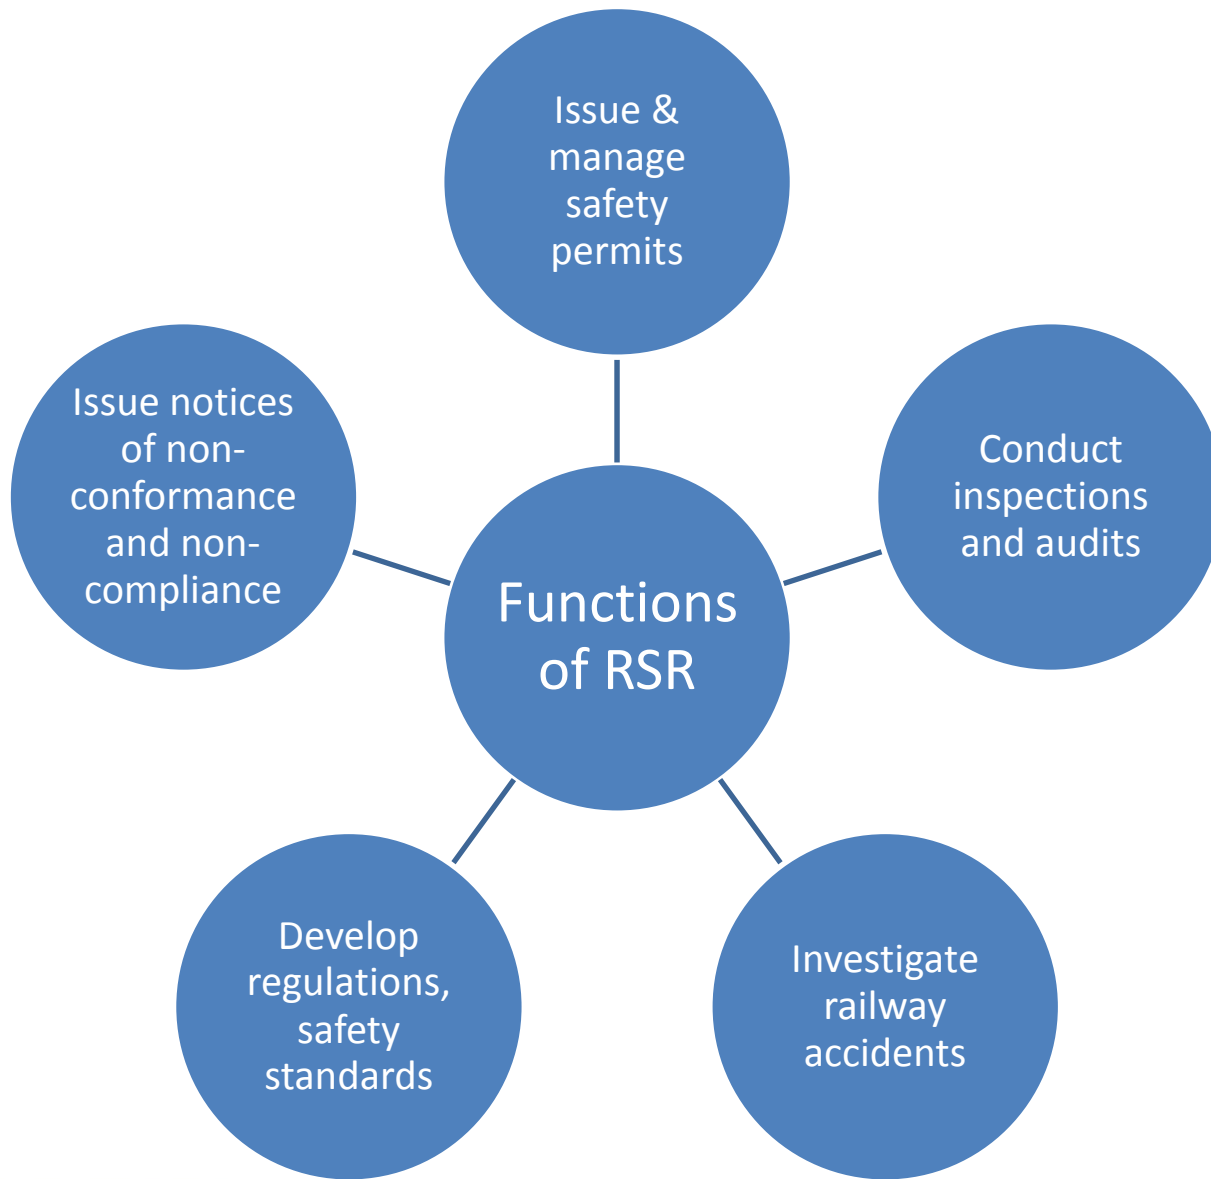 Issue &
manage
safety
permits
Issue notices
of non-
conformance
and non-
compliance
Conduct
inspections
and audits
Functions
of RSR
Develop
regulations,
safety
standards
Investigate
railway
accidents